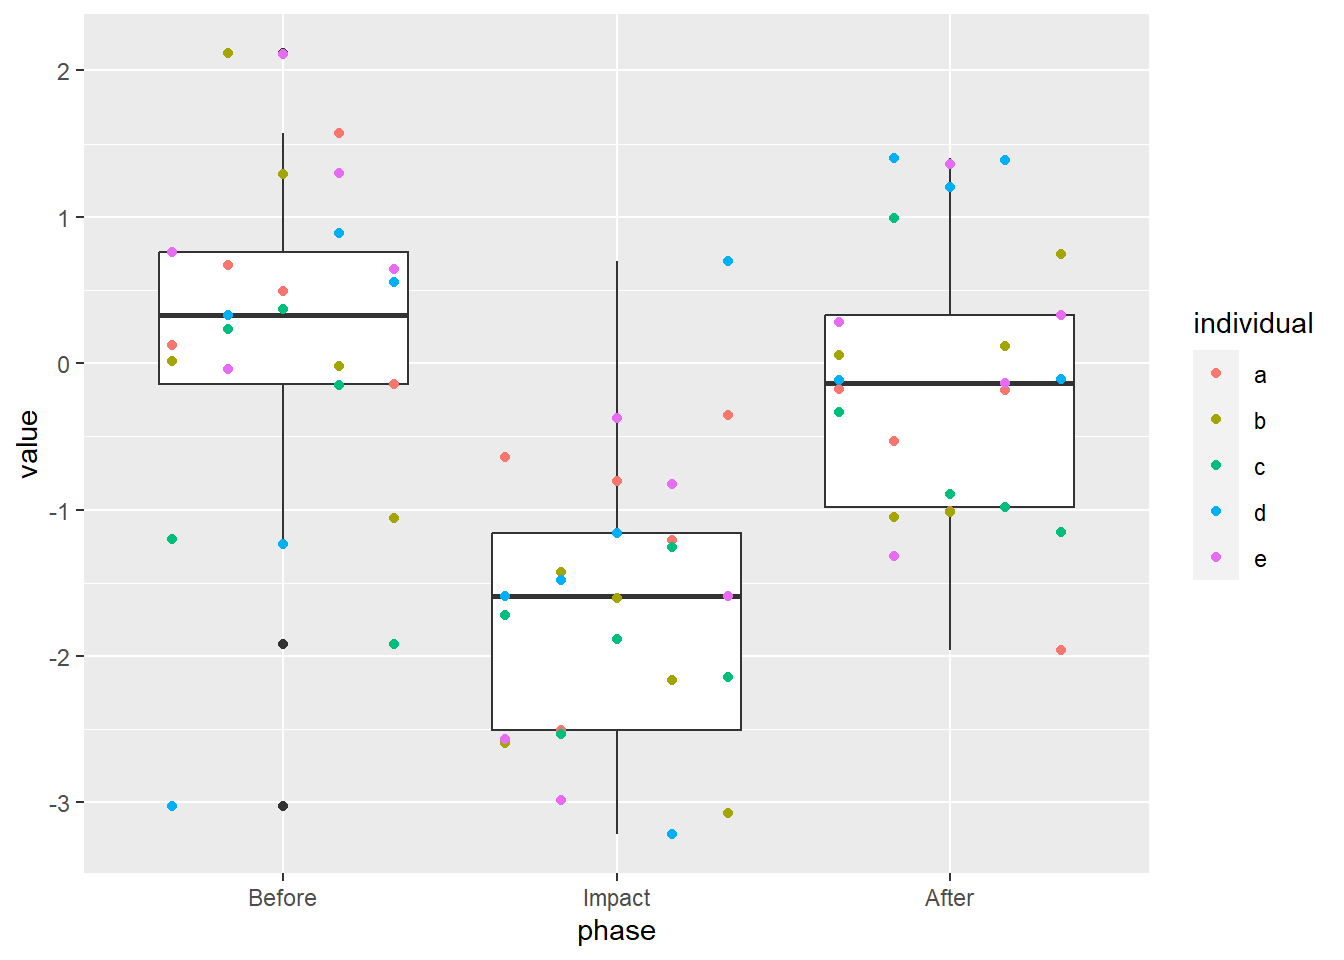 value
2
1
0
-1
-2
-3
Before Impact After
phase
individual
a
b
c
d
e